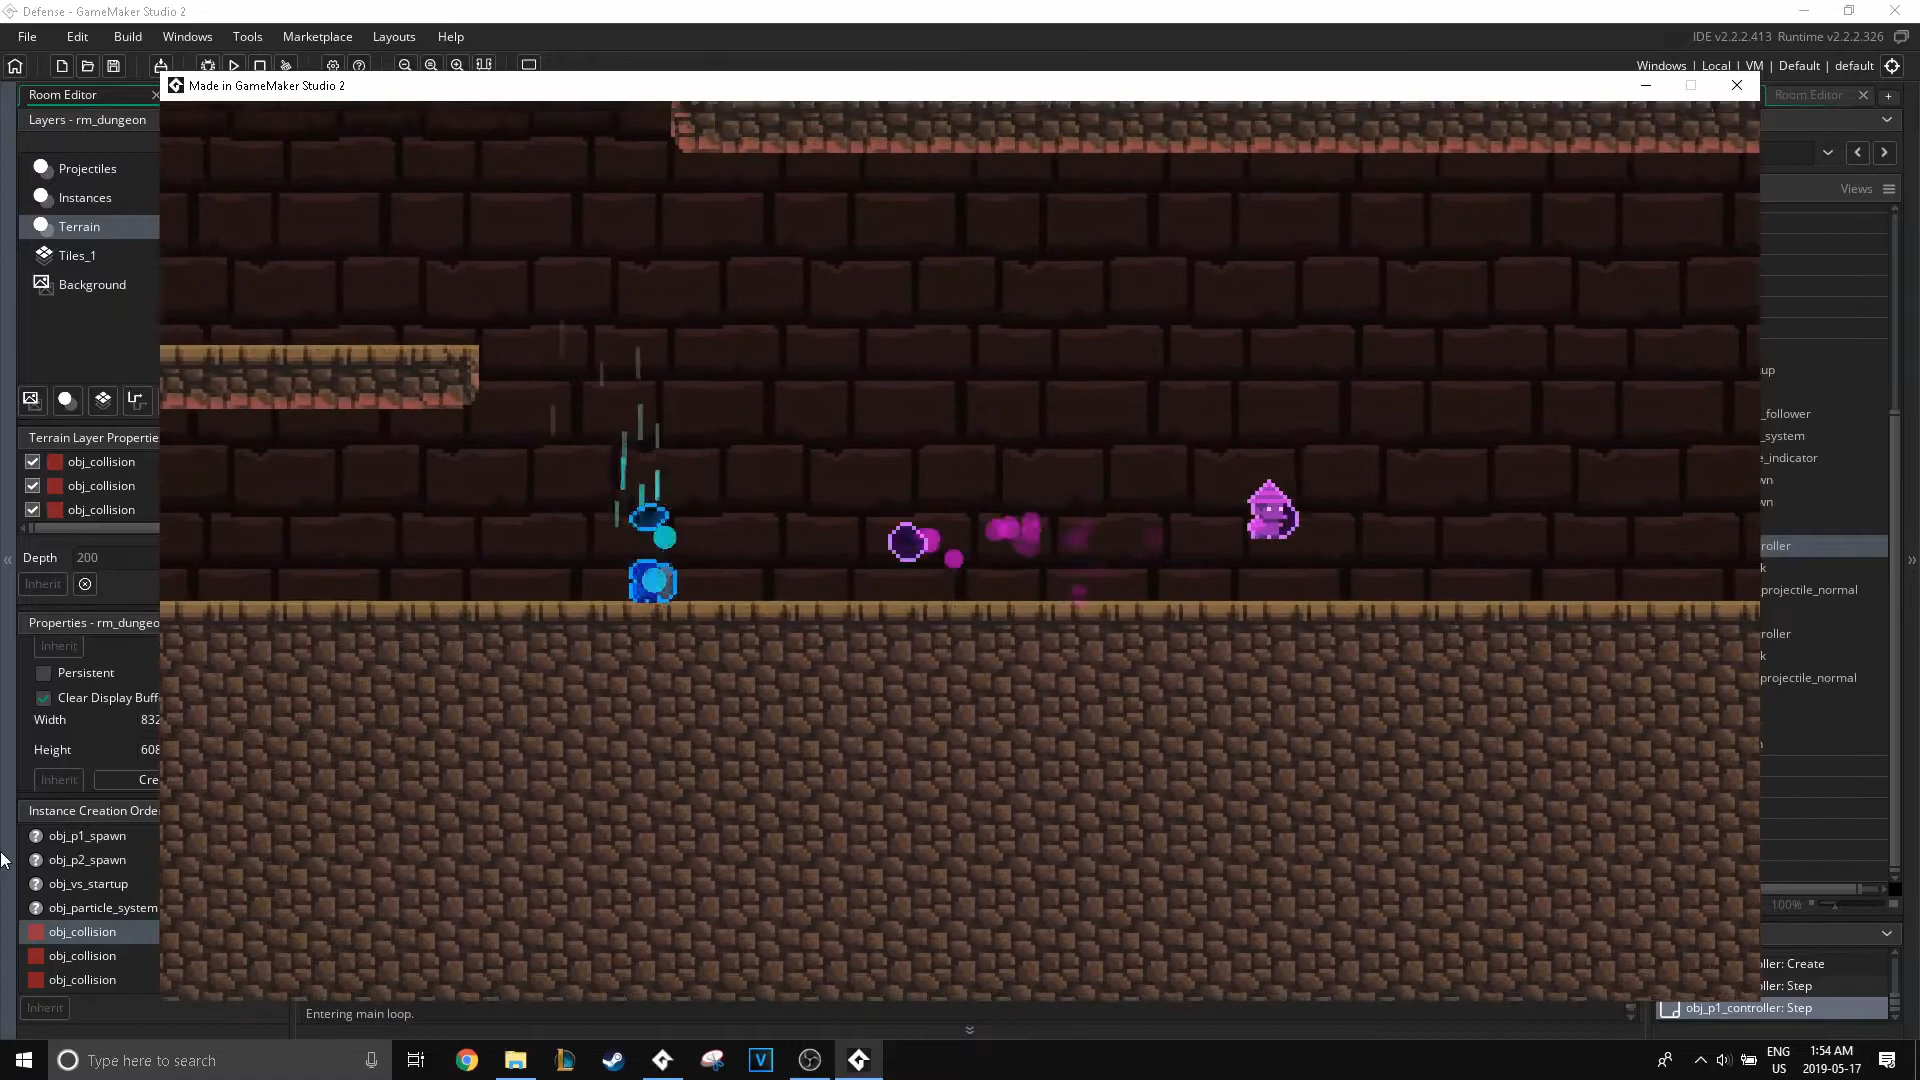 Defense - GameMaker Studio 2
File Edit Build Windows Tools Marketplace Layouts Help
IDE v2.2.2.413 Runtime v2.2.2.326
Windows | Local | VM | Default | default
Room Editor
Made in GameMaker Studio 2
Room Editor
Layers - rm_dungeon
Projectiles
Instances
Terrain
Tiles_1
Background
Views
Terrain Layer Propertie
obj_collision
obj_collision
obj_collision
Depth 200
Inherit
Properties - rm_dungeo
Inherit
Persistent
Clear Display Buff
Width 832
Height 608
Inherit Cre
Instance Creation Orde
obj_p1_spawn
obj_p2_spawn
obj_vs_startup
obj_particle_system
obj_collision
obj_collision
obj_collision
Inherit
up
_follower
_system
e_indicator
wn
wn
roller
k
projectile_normal
roller
k
projectile_normal
100%
ller: Create
ller: Step
obj_p1_controller: Step
Entering main loop.
Type here to search
ENG
US
1:54 AM
2019-05-17